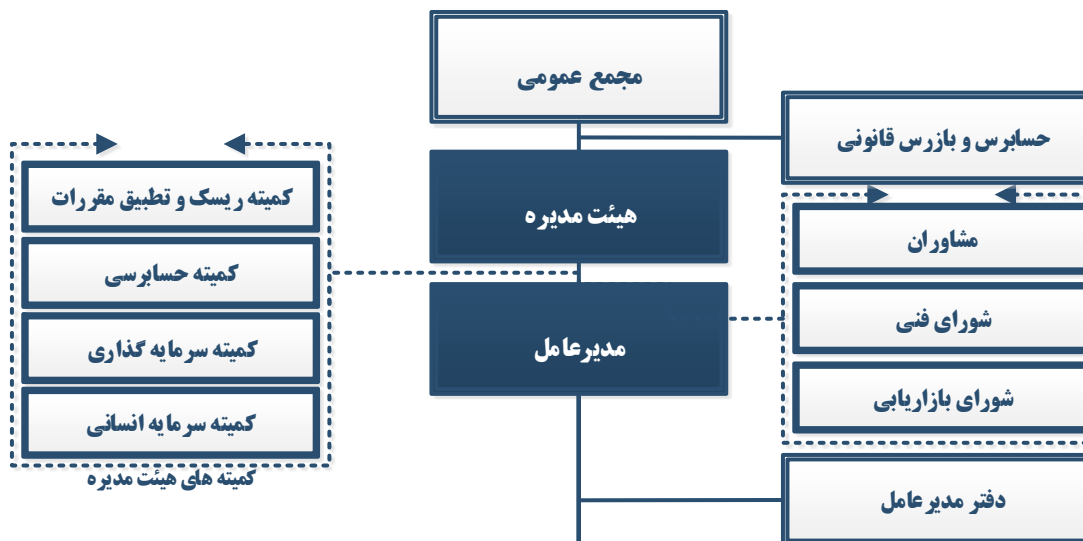 مجمع عمومی
حسابرس و بازرس قانونی
هیئت مدیره
مشاوران
شورای فنی
شورای بازاریابی
مدیرعامل
دفتر مدیرعامل
کمیته ریسک و تطبیق مقررات
کمیته حسابرسی
کمیته سرمایه گذاری
کمیته سرمایه انسانی
کمیته های هیئت مدیره